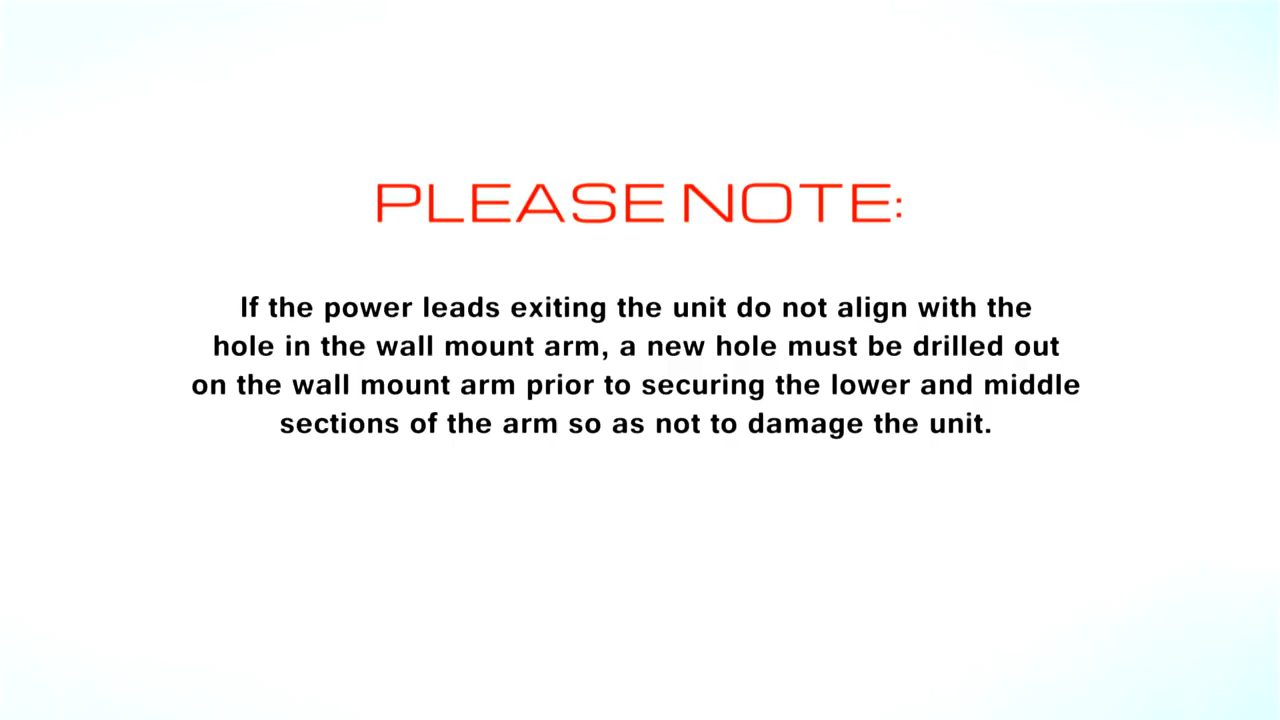 PLEASE NOTE:
If the power leads exiting the unit do not align with the
hole in the wall mount arm, a new hole must be drilled out
on the wall mount arm prior to securing the lower and middle
sections of the arm so as not to damage the unit.